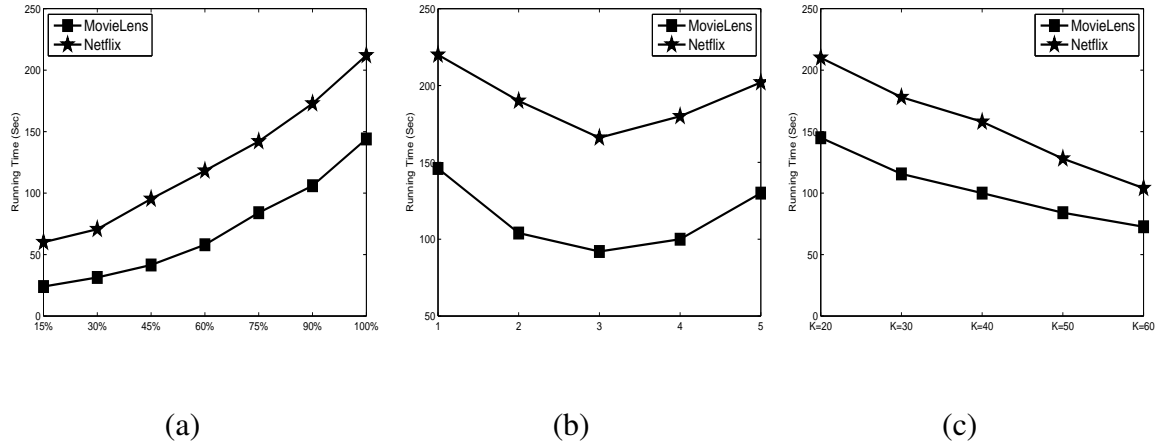 250
200
150
100
50
0
Running Time (Sec)
MovieLens
Netflix
15% 30% 45% 60% 75% 90% 100%
(a)
250
200
150
100
50
Running Time (Sec)
MovieLens
Netflix
1 2 3 4 5
(b)
250
200
150
100
50
0
Running Time (Sec)
MovieLens
Netflix
K=20 K=30 K=40 K=50 K=60
(c)